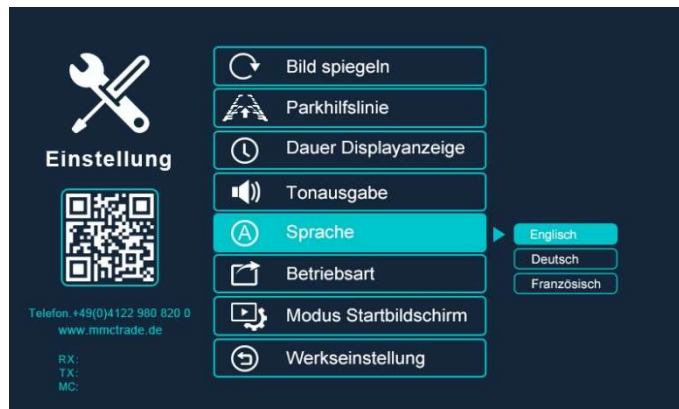 Einstellung
Telefon.+49(0)4122 980 820 0
www.mmctrade.de
RX:
TX:
MC:
Bild spiegeln
Parkhilfslinie
Dauer Displayanzeige
Tonausgabe
A Sprache
Betriebsart
Modus Startbildschirm
Werkseinstellung
Englisch
Deutsch
Französisch